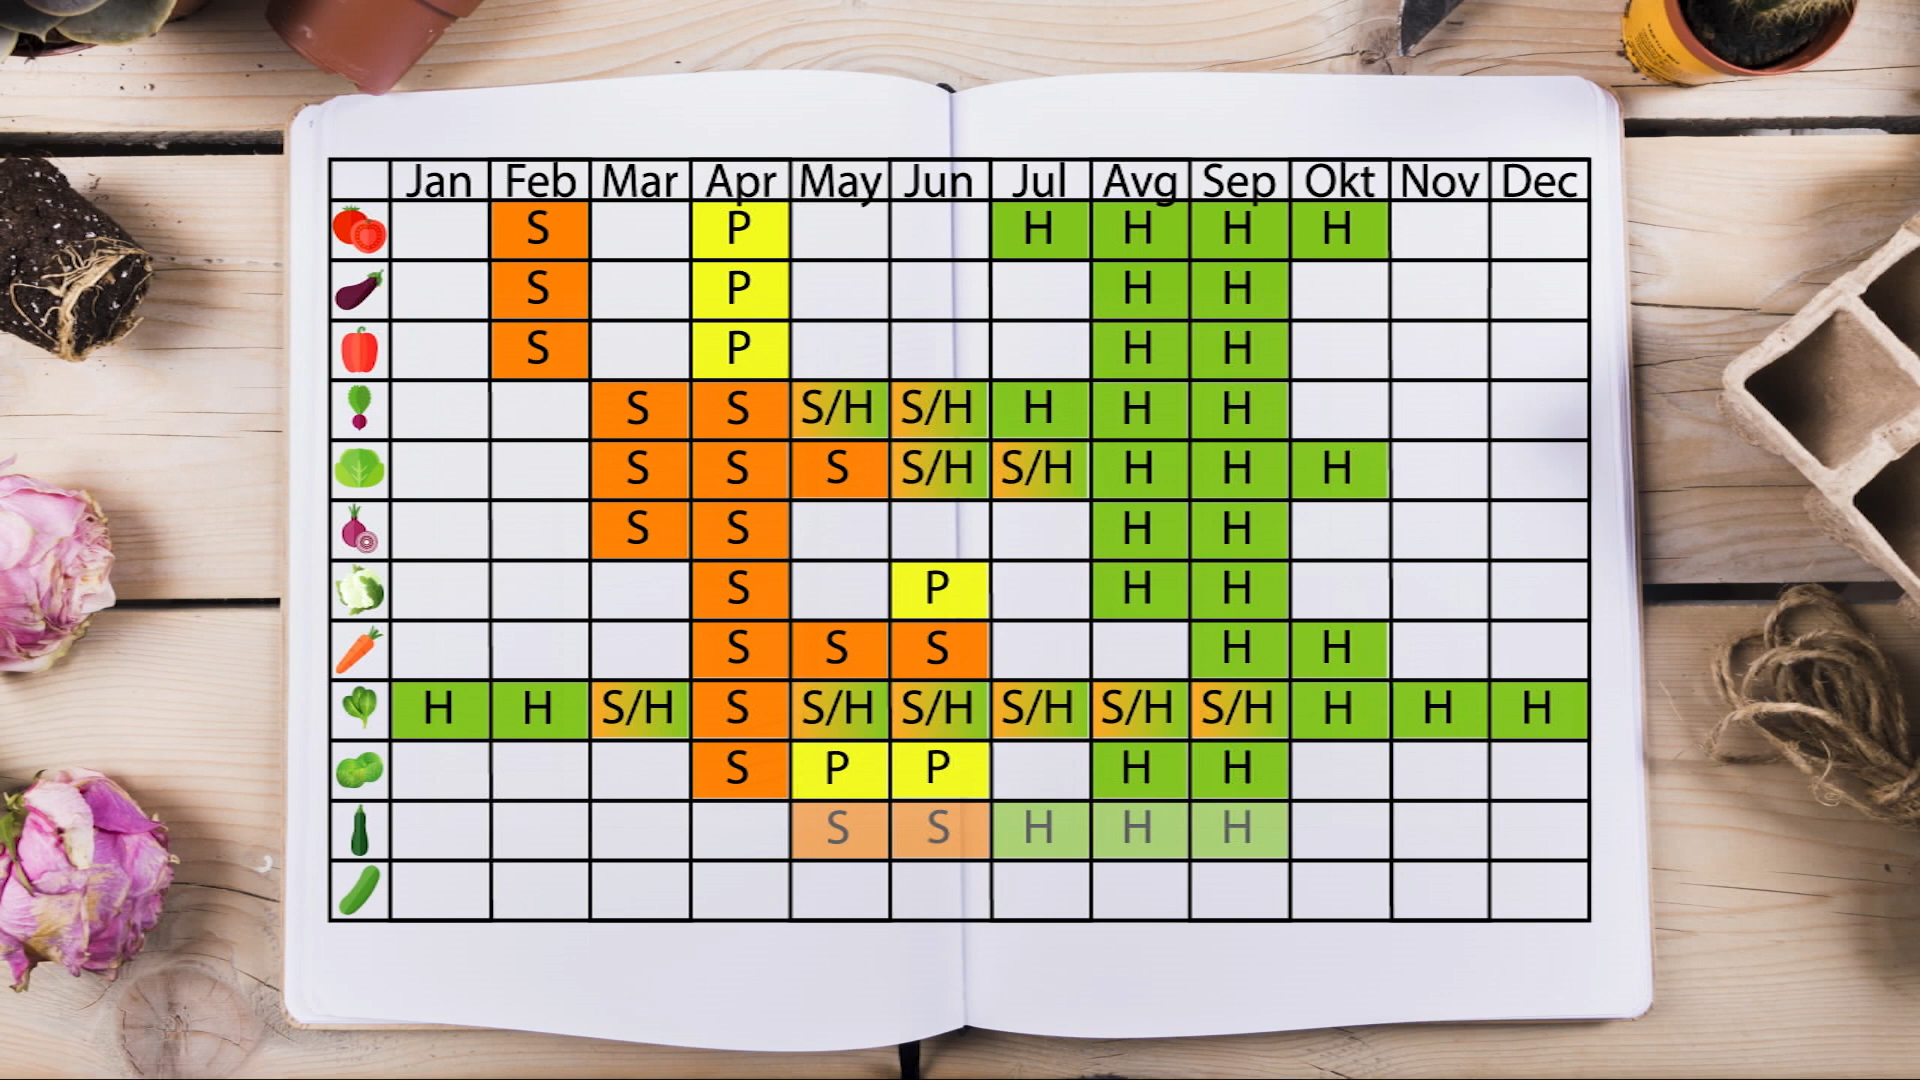 Jan Feb Mar Apr May Jun Jul Avg Sep Okt Nov Dec
S P H H H H
S P H H
S P H H
S S S/H S/H H H H
S S S S/H S/H H H H
S S H H
S P H H
S S S H H
H H S/H S S/H S/H S/H S/H S/H H H H
S P P H H
S S H H H